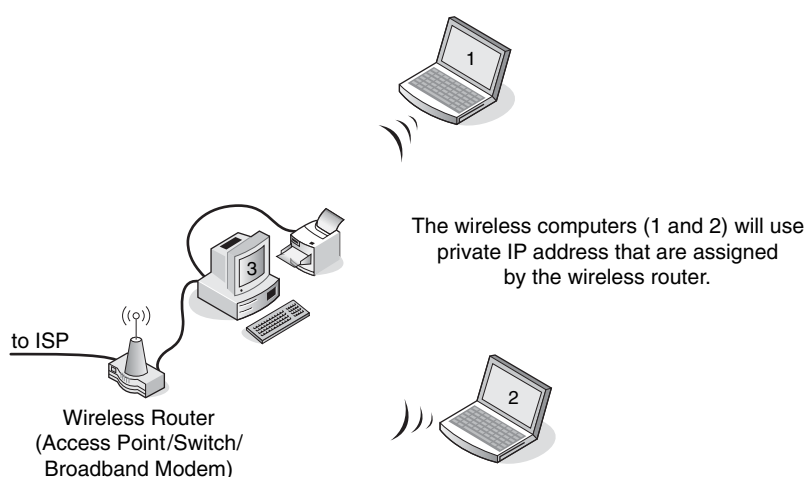 1
The wireless computers (1 and 2) will use
private IP address that are assigned
by the wireless router.
3
to ISP
2
Wireless Router
(Access Point/Switch/
Broadband Modem)